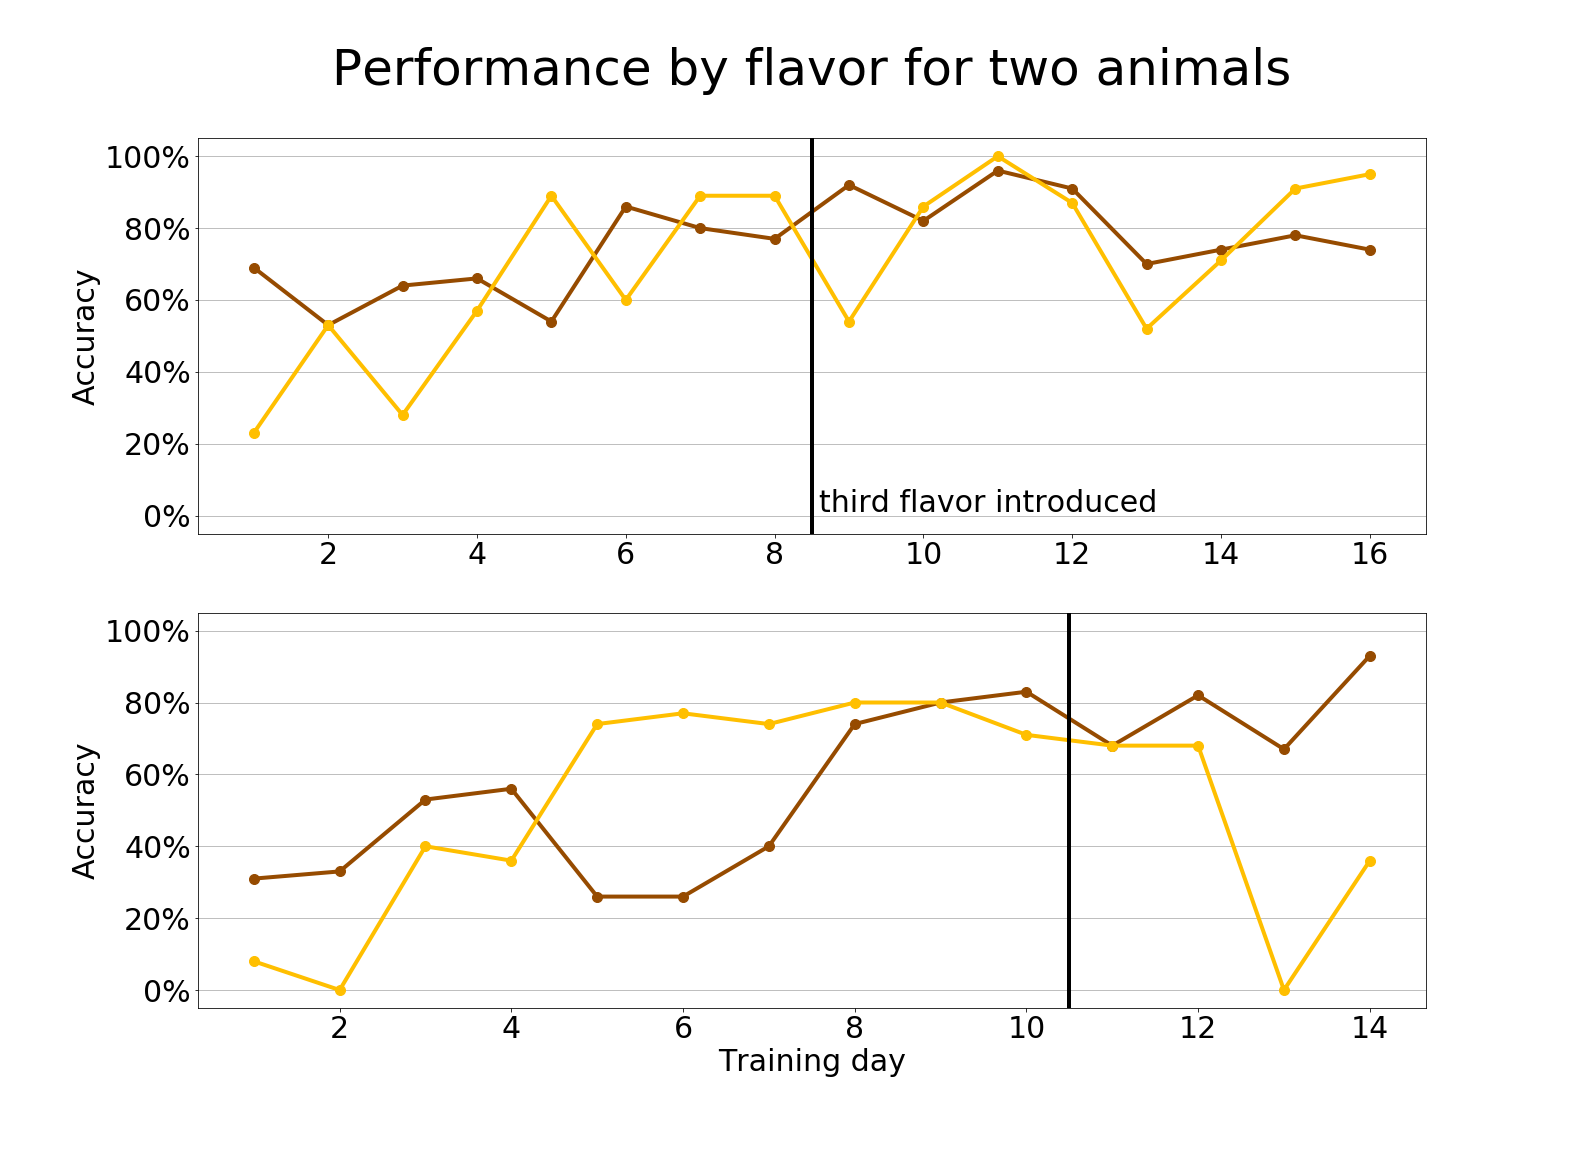 Performance by flavor for two animals
100%
80%
60%
40%
20%
0%
Accuracy
third flavor introduced
2 4 6 8 10 12 14 16
100%
80%
60%
40%
20%
0%
Accuracy
2 4 6 8 10 12 14
Training day